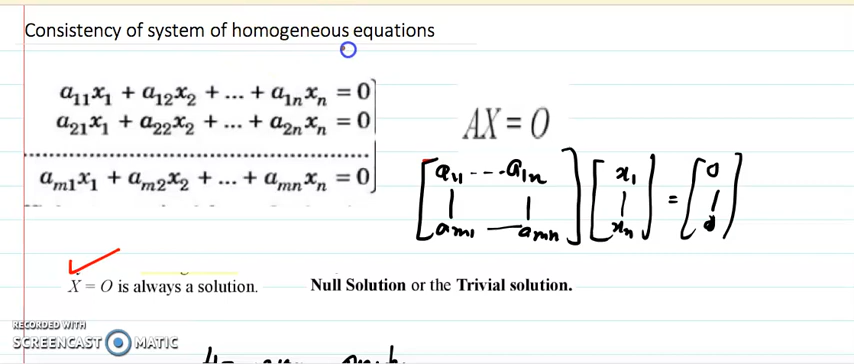 Consistency of system of homogeneous equations
a₁₁x₁ + a₁₂x₂ + ... + a₁ₙxₙ = 0
a₂₁x₁ + a₂₂x₂ + ... + a₂ₙxₙ = 0
........................................................
aₘ₁x₁ + aₘ₂x₂ + ... + aₘₙxₙ = 0
AX = O
[a₁₁ --- a₁ₙ] [x₁] = [0]
[| |] [|] [|]
[aₘ₁ — aₘₙ] [xₙ] [0]
X = O is always a solution. Null Solution or the Trivial solution.
RECORDED WITH
SCREENCAST O MATIC